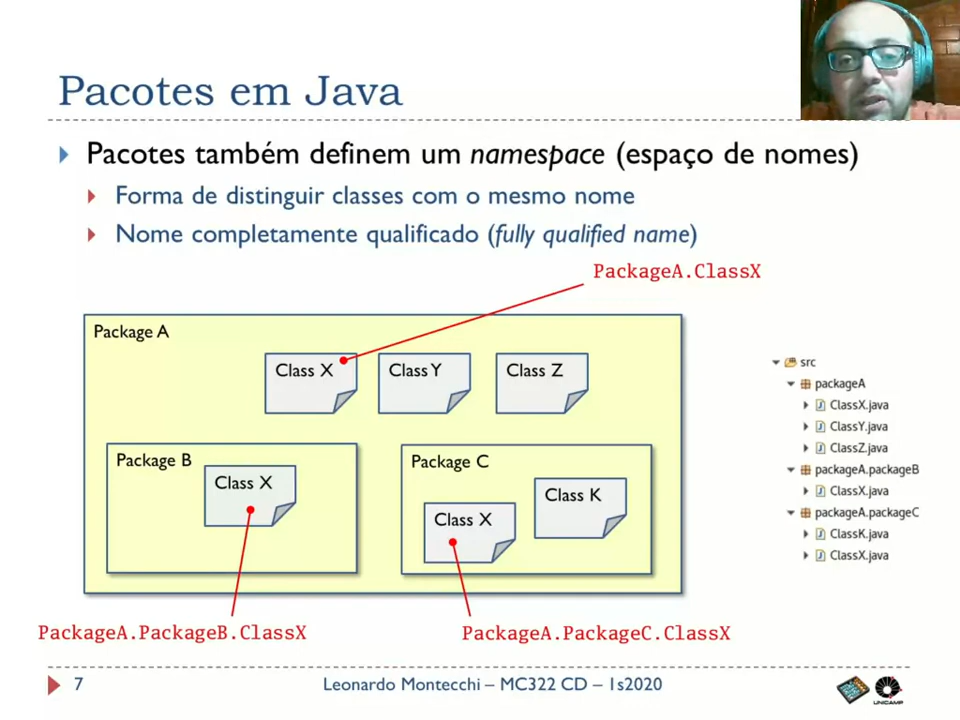 Pacotes em Java
Pacotes também definem um namespace (espaço de nomes)
Forma de distinguir classes com o mesmo nome
Nome completamente qualificado (fully qualified name)
PackageA.ClassX
Package A
Class X
Class Y
Class Z
Package B
Class X
Package C
Class X
Class K
PackageA.PackageB.ClassX
PackageA.PackageC.ClassX
src
packageA
ClassX.java
ClassY.java
ClassZ.java
packageA.packageB
ClassX.java
packageA.packageC
ClassK.java
ClassX.java
7
Leonardo Montecchi – MC322 CD – 1s2020
UNICAMP